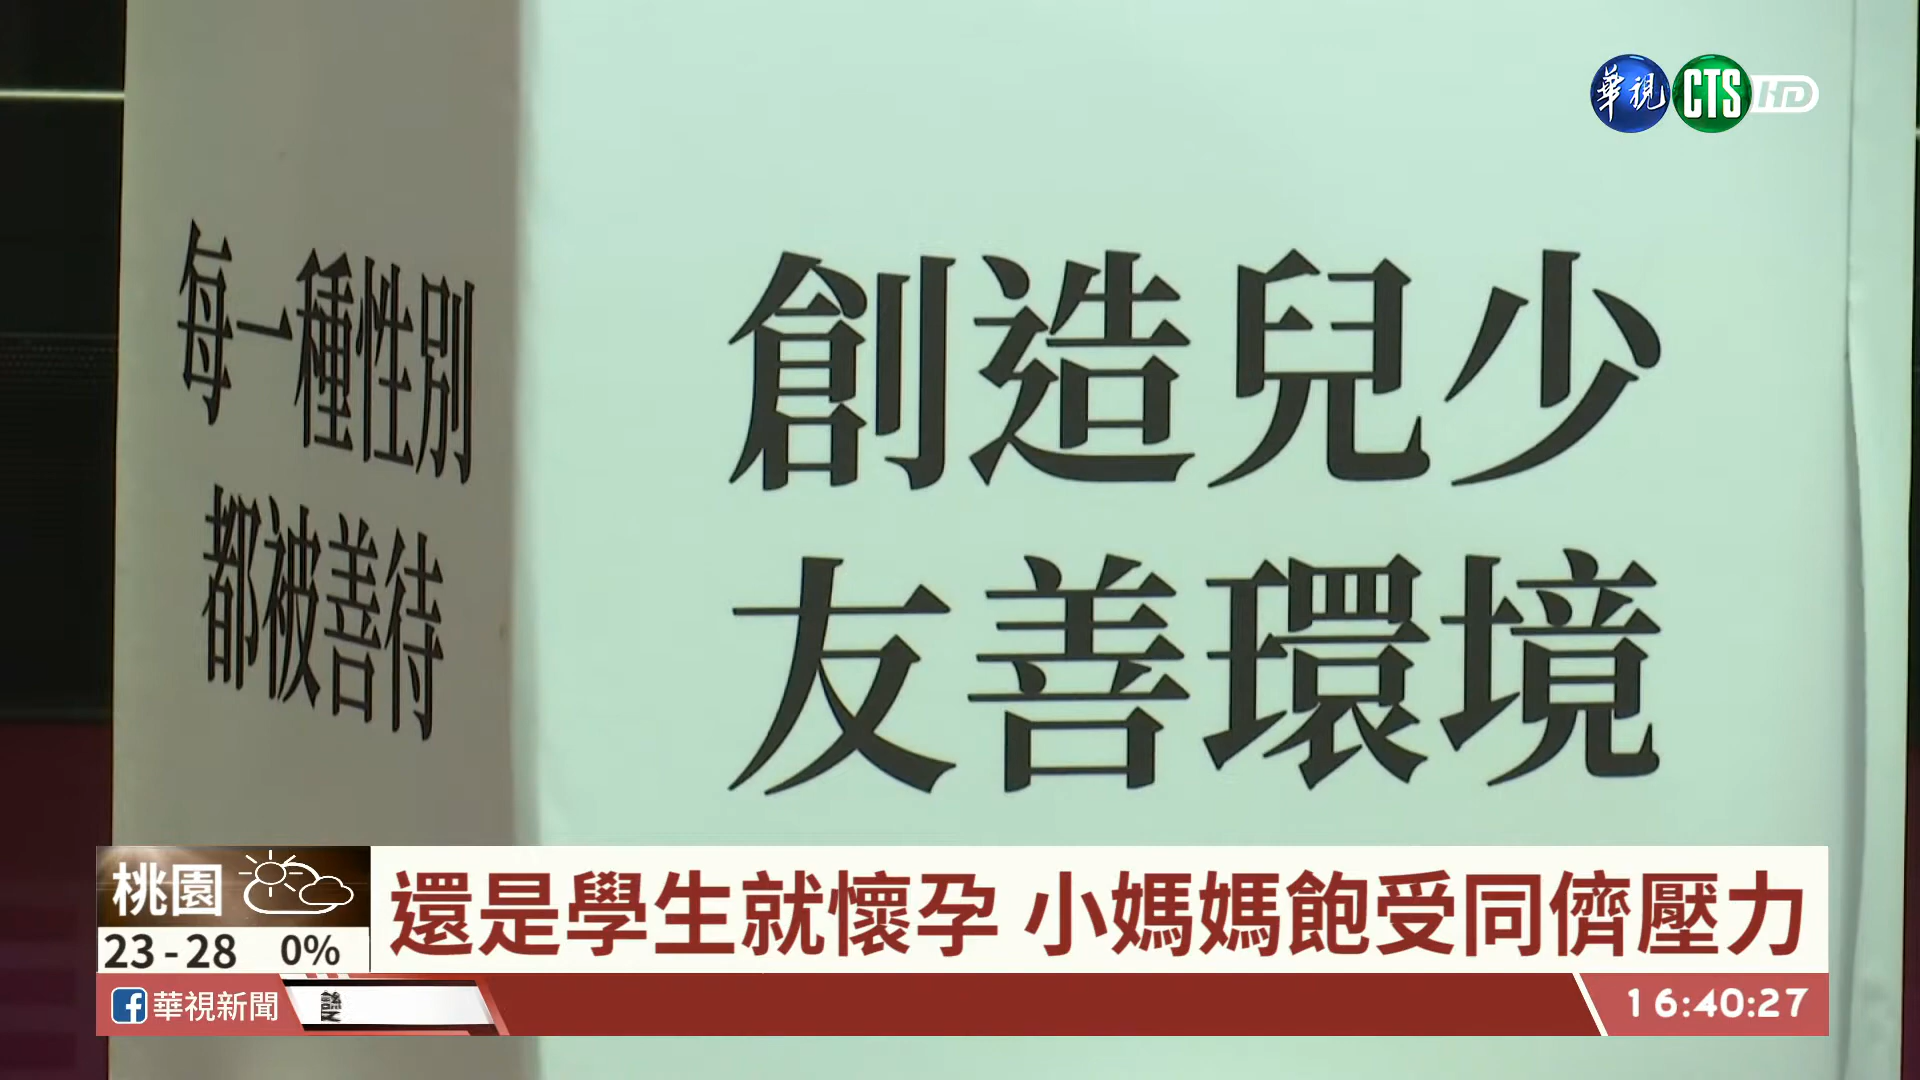 華視 CTS HD
每一種性別
都被善待
創造兒少
友善環境
桃園
23-28 0%
還是學生就懷孕 小媽媽飽受同儕壓力
華視新聞
16:40:27